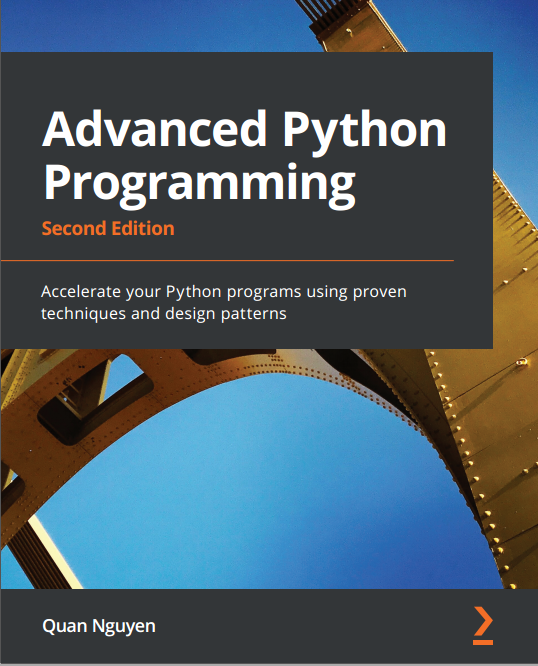 Advanced Python
Programming
Second Edition
Accelerate your Python programs using proven
techniques and design patterns
Quan Nguyen